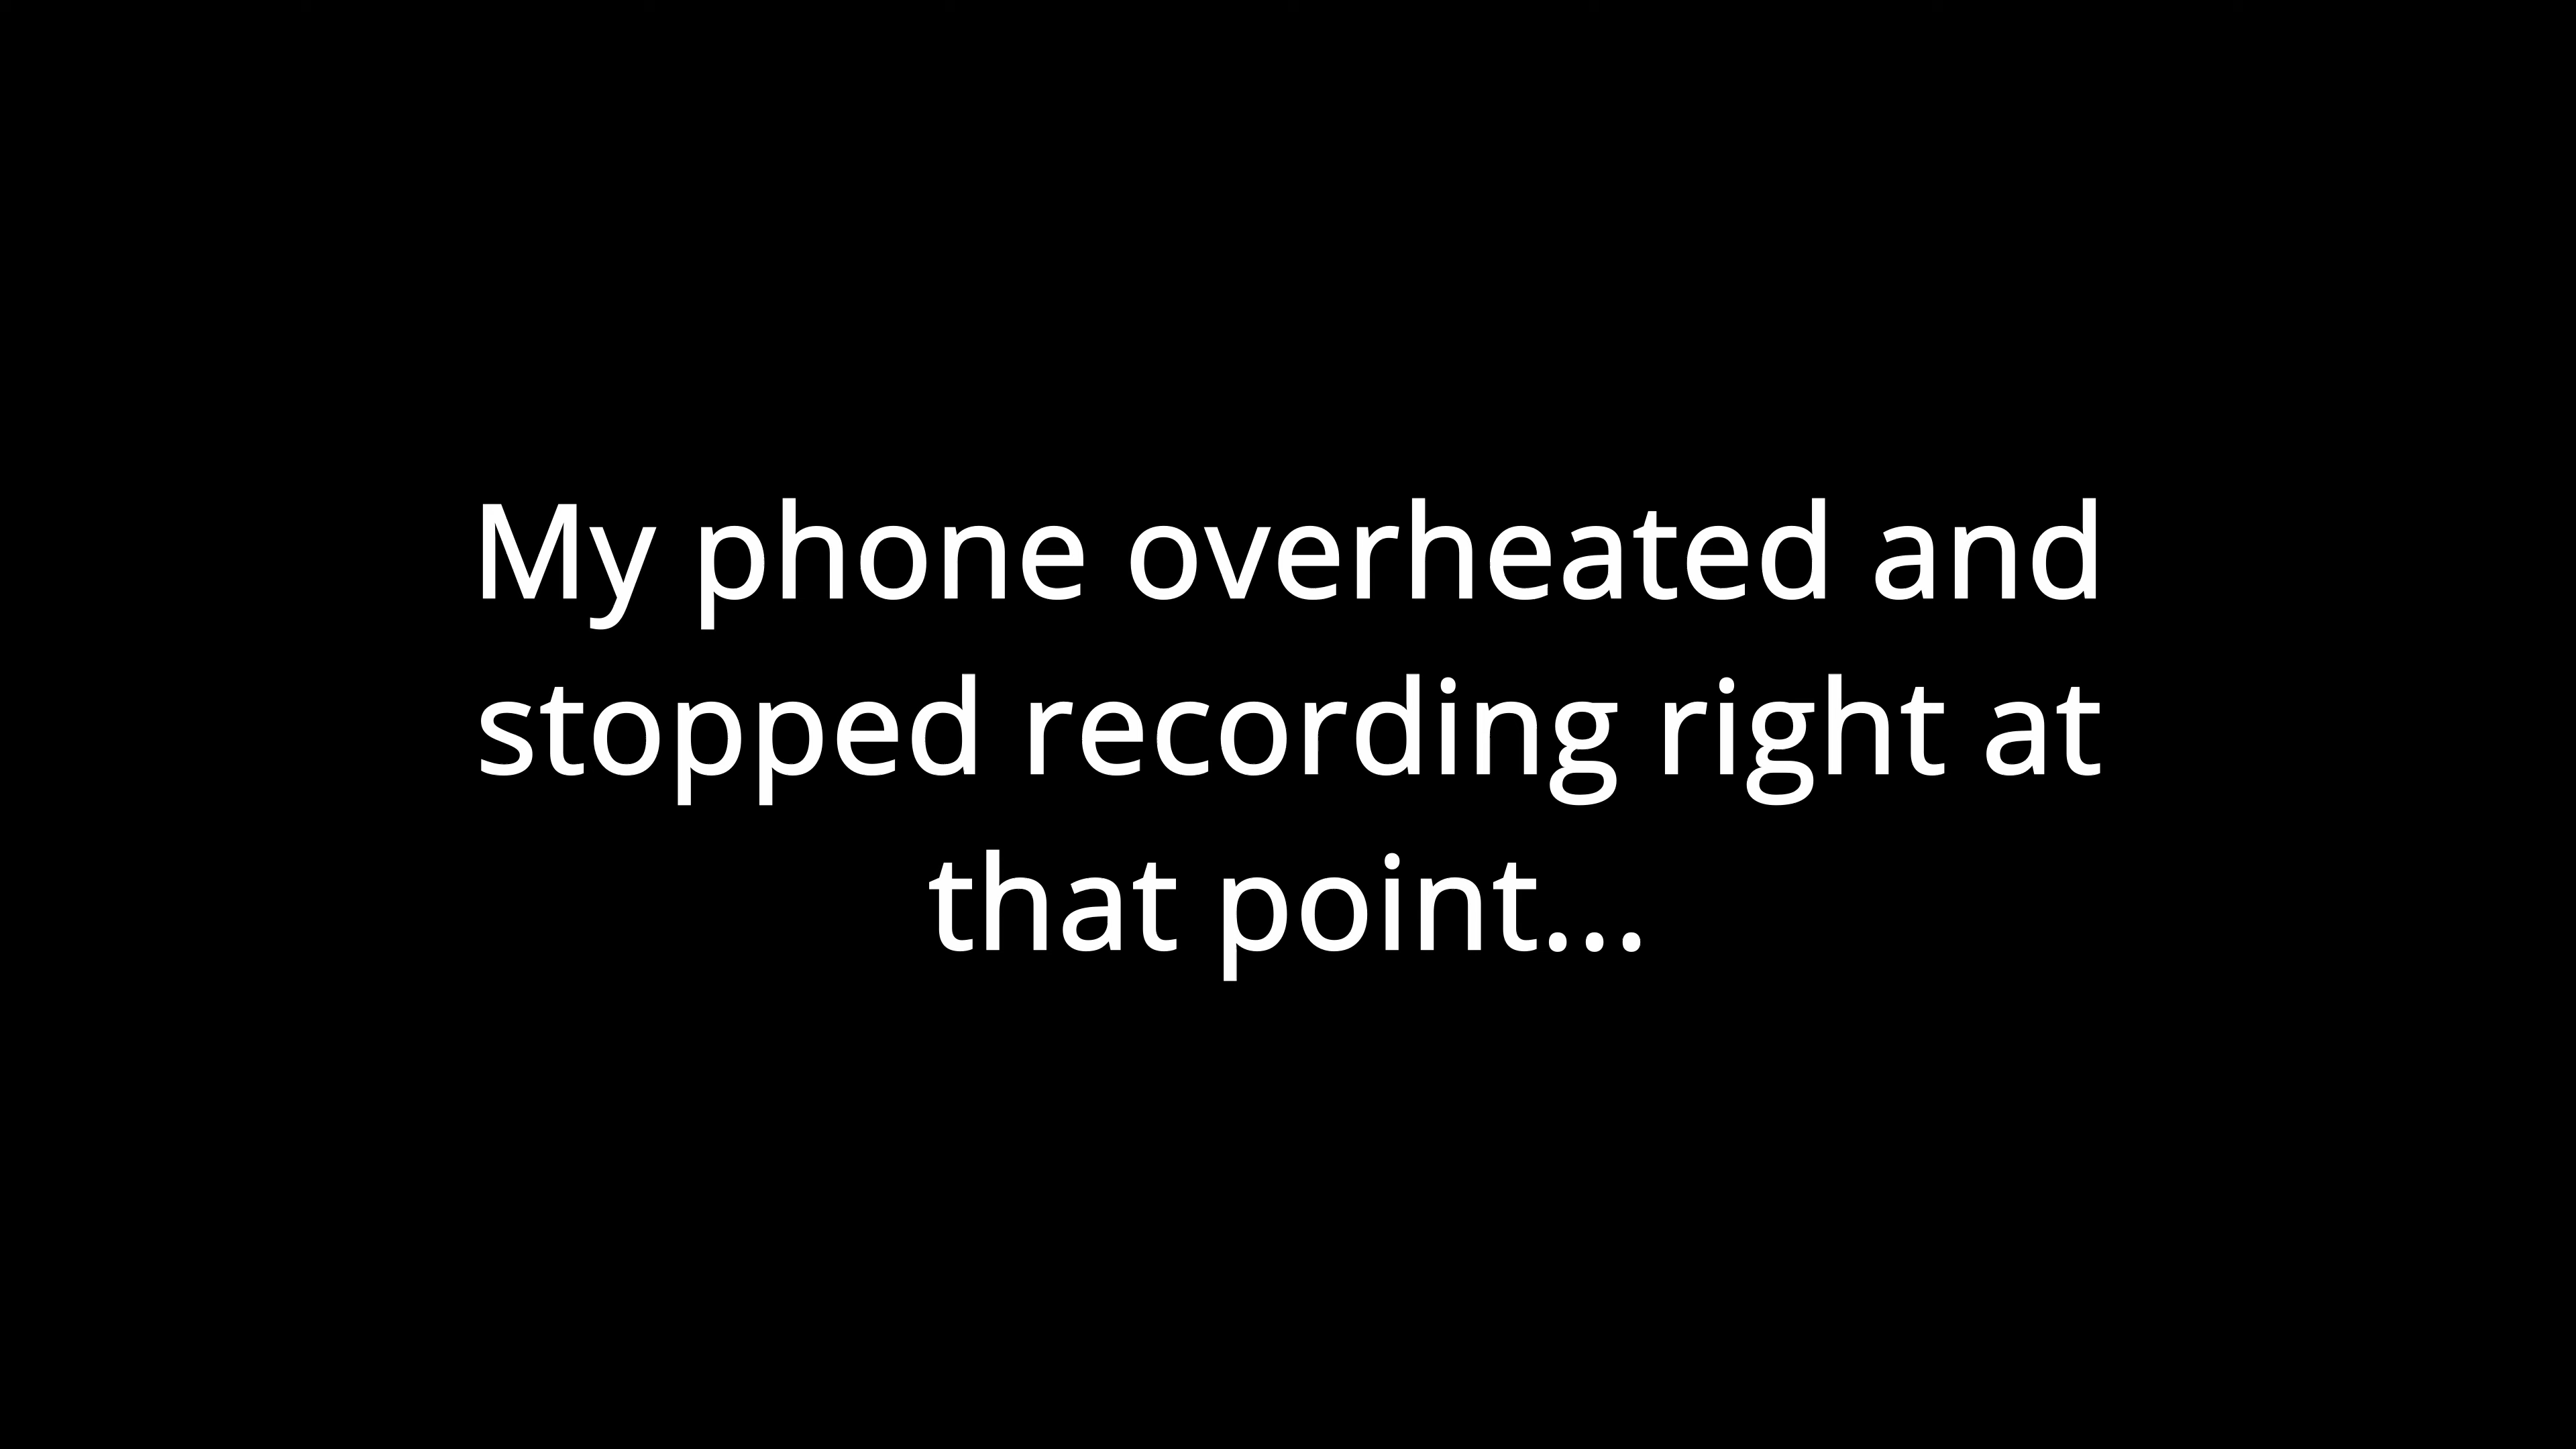 My phone overheated and
stopped recording right at
that point...